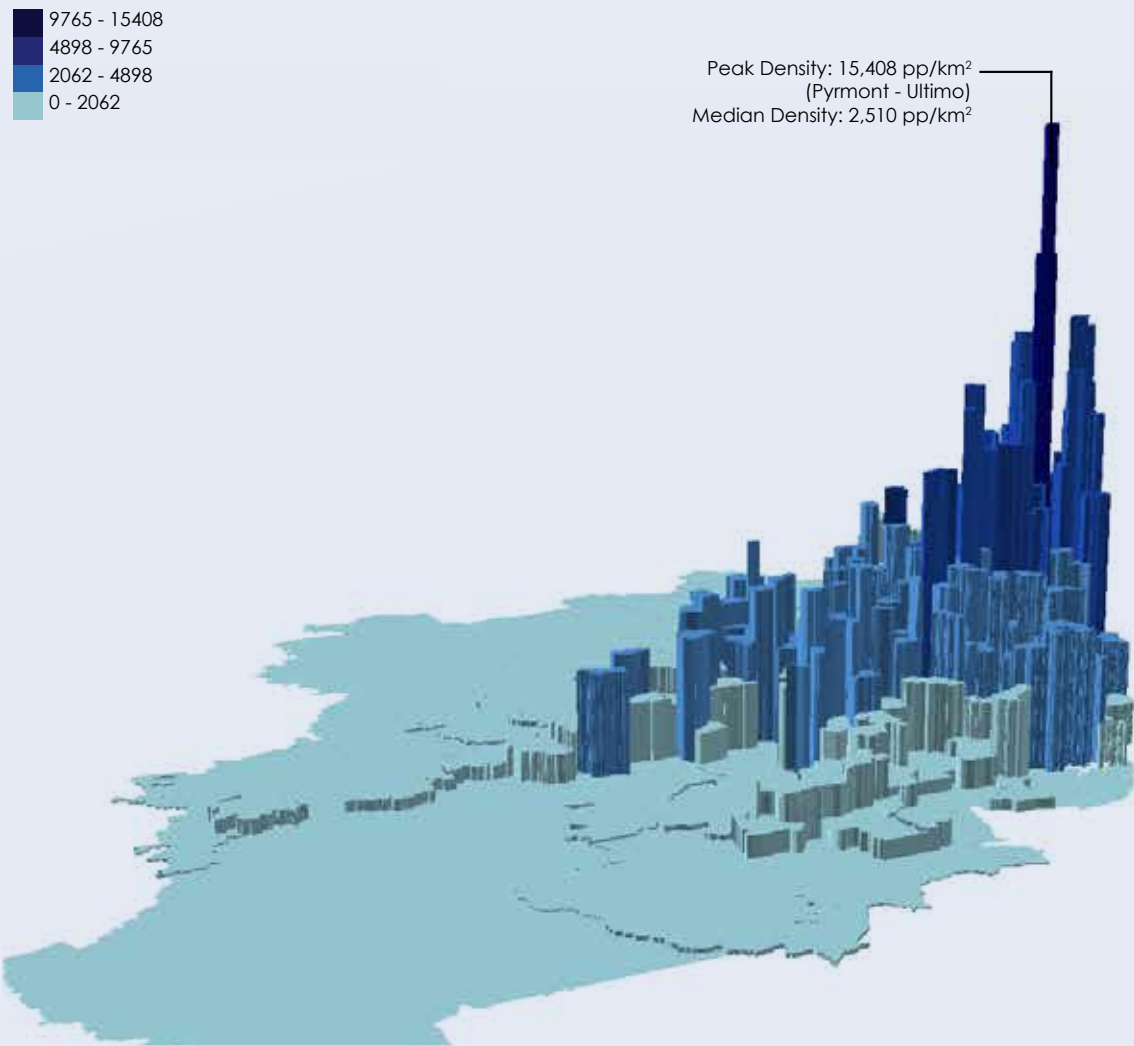 9765 - 15408
4898 - 9765
2062 - 4898
0 - 2062
Peak Density: 15,408 pp/km²
(Pyrmont - Ultimo)
Median Density: 2,510 pp/km²